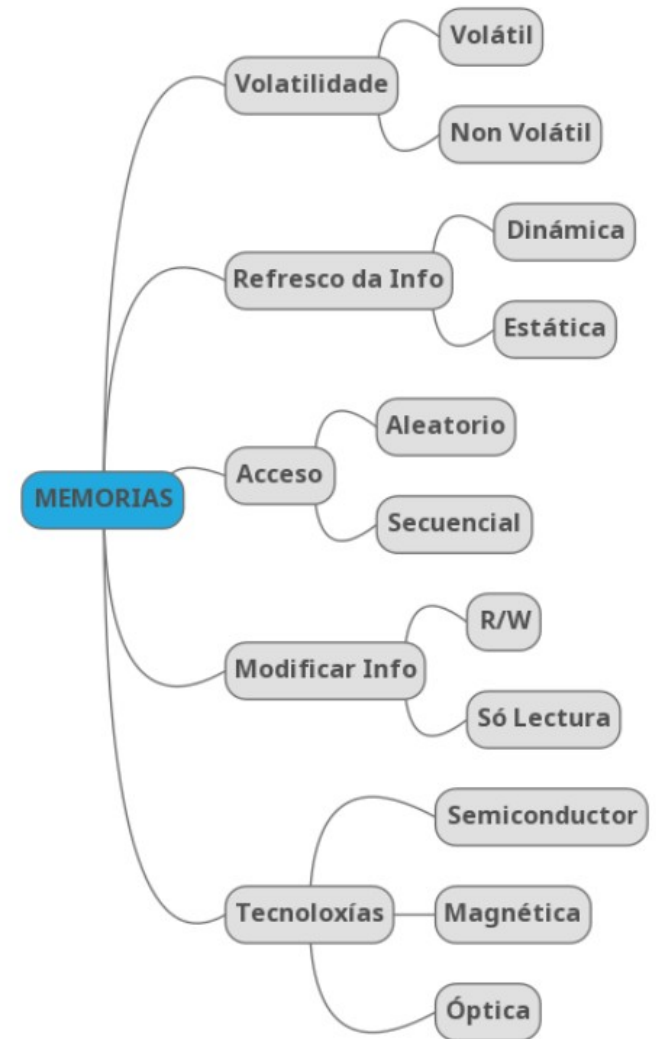 MEMORIAS
Volatilidade
Volátil
Non Volátil
Refresco da Info
Dinámica
Estática
Acceso
Aleatorio
Secuencial
Modificar Info
R/W
Só Lectura
Tecnoloxías
Semiconductor
Magnética
Óptica